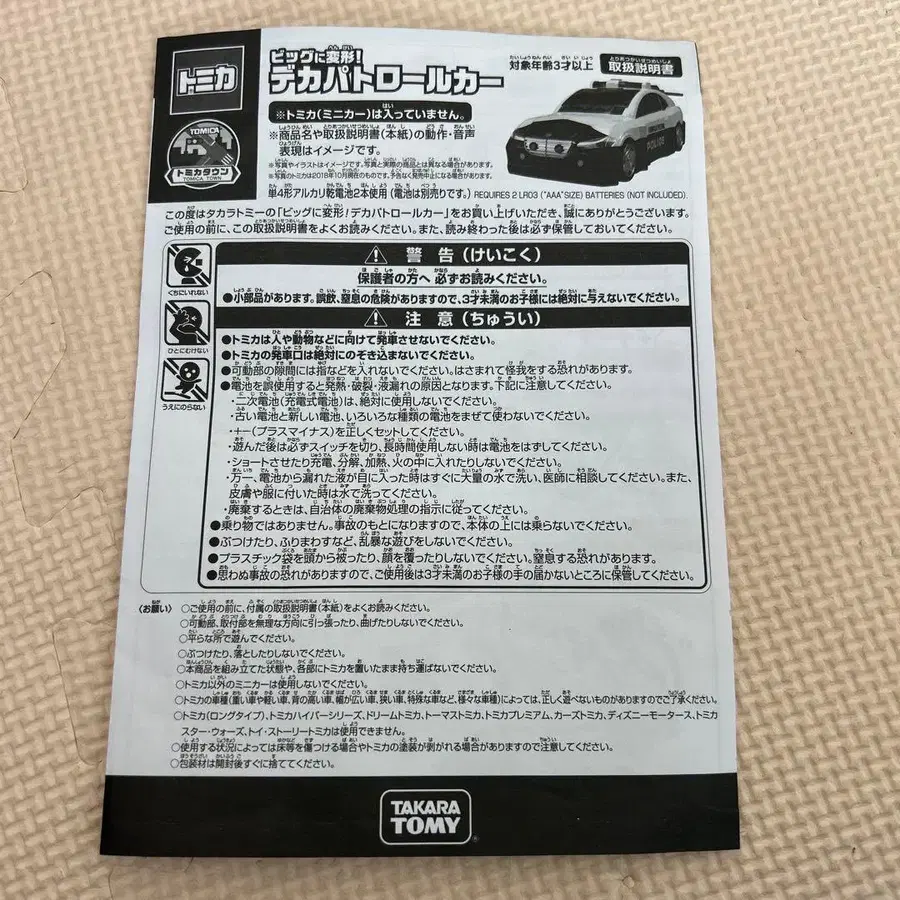 トミカ
ビッグに変形!
デカパトロールカー
対象年齢3才以上
取扱説明書
TOMICA
トミカタウン
TOMICA TOWN
POLICE
※トミカ(ミニカー)は入っていません。
※商品名や取扱説明書(本紙)の動作・音声
表現はイメージです。
※写真やイラストはイメージです。写真と実際の商品とは異なる場合があります。
※写真のトミカは2018年10月現在のものです。予告なく発売中止になる場合があります。
単4形アルカリ乾電池2本使用(電池は別売りです。) REQUIRES 2 LR03 ("AAA"SIZE) BATTERIES (NOT INCLUDED).
この度はタカラトミーの「ビッグに変形!デカパトロールカー」をお買い上げいただき、誠にありがとうございます。
ご使用の前に、この取扱説明書をよくお読みください。また、読み終わった後は必ず保管しておいてください。
警告(けいこく)
保護者の方へ 必ずお読みください。
●小部品があります。誤飲、窒息の危険がありますので、3才未満のお子様には絶対に与えないでください。
くちにいれない
注意(ちゅうい)
●トミカは人や動物などに向けて発車させないでください。
●トミカの発車口は絶対にのぞき込まないでください。
ひとにむけない
●可動部の隙間には指などを入れないでください。はさまれて怪我をする恐れがあります。
●電池を誤使用すると発熱・破裂・液漏れの原因となります。下記に注意してください。
うえにのらない
・二次電池(充電式電池)は、絶対に使用しないでください。
・古い電池と新しい電池、いろいろな種類の電池をまぜて使わないでください。
・+−(プラスマイナス)を正しくセットしてください。
・遊んだ後は必ずスイッチを切り、長時間使用しない時は電池をはずしてください。
・ショートさせたり充電、分解、加熱、火の中に入れたりしないでください。
・万一、電池から漏れた液が目に入った時はすぐに大量の水で洗い、医師に相談してください。また、
皮膚や服に付いた時は水で洗ってください。
・廃棄するときは、自治体の廃棄物処理の指示に従ってください。
●乗り物ではありません。事故のもとになりますので、本体の上には乗らないでください。
●ぶつけたり、ふりまわすなど、乱暴な遊びをしないでください。
●プラスチック袋を頭から被ったり、顔を覆ったりしないでください。窒息する恐れがあります。
●思わぬ事故の恐れがありますので、ご使用後は3才未満のお子様の手の届かないところに保管してください。
《お願い》 ○ご使用の前に、付属の取扱説明書(本紙)をよくお読みください。
○可動部、取付部を無理な方向に引っ張ったり、曲げたりしないでください。
○平らな所で遊んでください。
○ぶつけたり、落としたりしないでください。
○本商品を組み立てた状態や、各部にトミカを置いたまま持ち運ばないでください。
○トミカ以外のミニカーは使用しないでください。
○トミカの車種(重い車や軽い車、背の高い車、幅が広い車、狭い車、特殊な車など、様々な車種)によっては、正しく遊べないものがありますのでご了承ください。
○トミカ(ロングタイプ)、トミカハイパーシリーズ、ドリームトミカ、トーマストミカ、トミカプレミアム、カーズトミカ、ディズニーモータース、トミカ
スター・ウォーズ、トイ・ストーリートミカは使用できません。
○使用する状況によっては床等を傷つける場合やトミカの塗装が剥がれる場合がありますので注意してください。
○包装材は開封後すぐに捨ててください。
TAKARA
TOMY